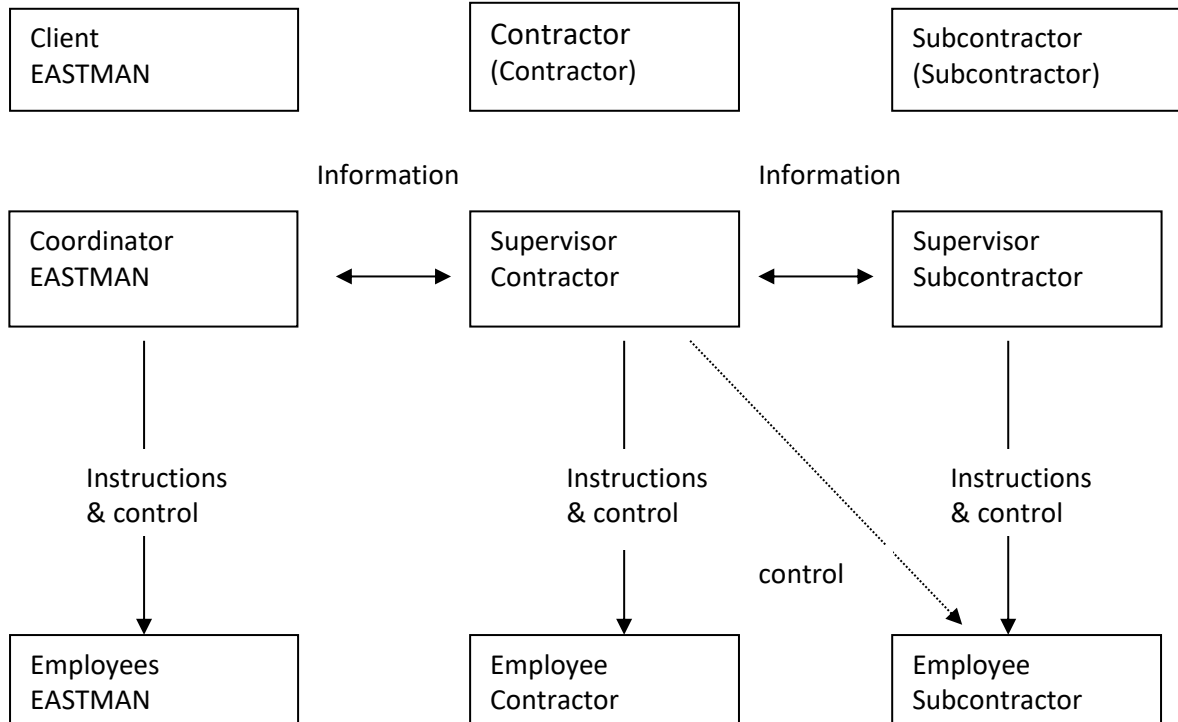 Client
EASTMAN
Contractor
(Contractor)
Subcontractor
(Subcontractor)
Information
Information
Coordinator
EASTMAN
Supervisor
Contractor
Supervisor
Subcontractor
Instructions
& control
Instructions
& control
Instructions
& control
control
Employees
EASTMAN
Employee
Contractor
Employee
Subcontractor